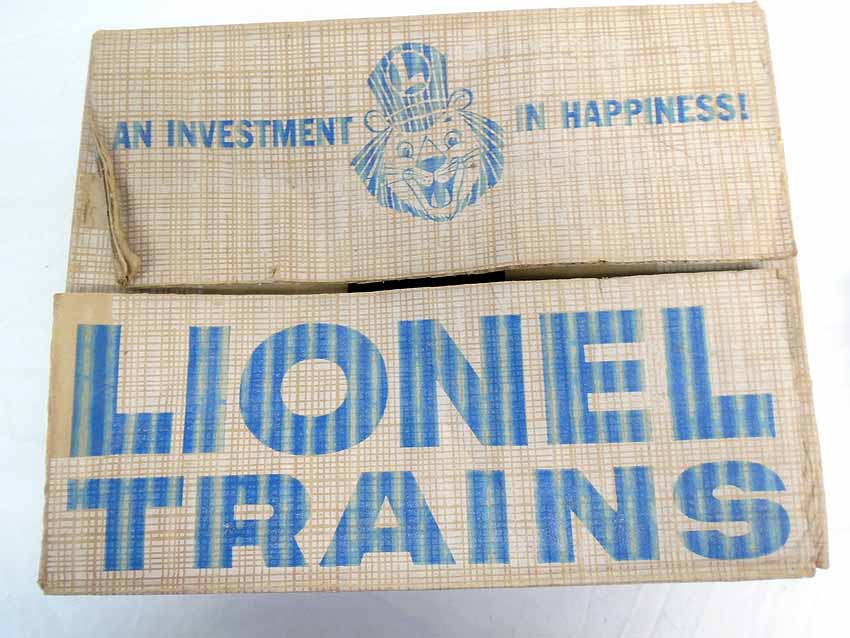 AN INVESTMENT IN HAPPINESS!
L
LIONEL
TRAINS